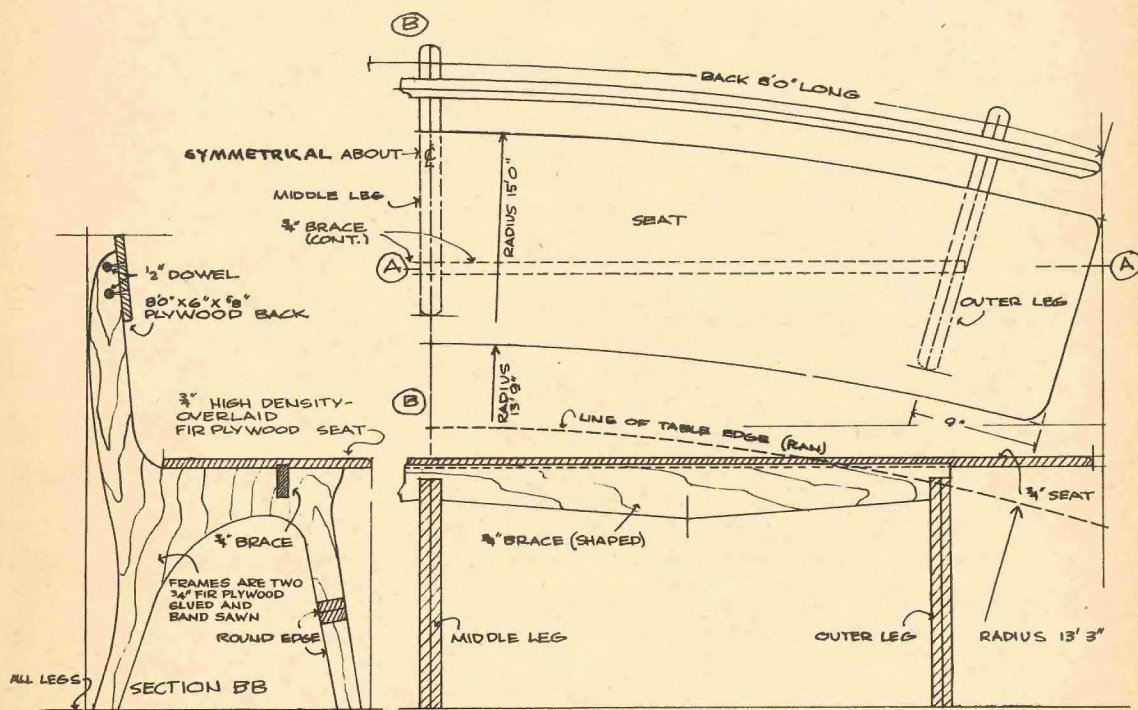 B
BACK 8'0" LONG
SYMMETRICAL ABOUT ℄
MIDDLE LEG
¾" BRACE
(CONT.)
RADIUS 15'0"
SEAT
A
A
OUTER LEG
½" DOWEL
PLYWOOD BACK
¾" HIGH DENSITY-
OVERLAID
FIR PLYWOOD SEAT
B
RADIUS
13'9"
LINE OF TABLE EDGE (RAN)
9"
¾" SEAT
¾" BRACE
¾" BRACE (SHAPED)
FRAMES ARE TWO
¾" FIR PLYWOOD
GLUED AND
BAND SAWN
ROUND EDGE
MIDDLE LEG
OUTER LEG
RADIUS 13' 3"
ALL LEGS
SECTION BB